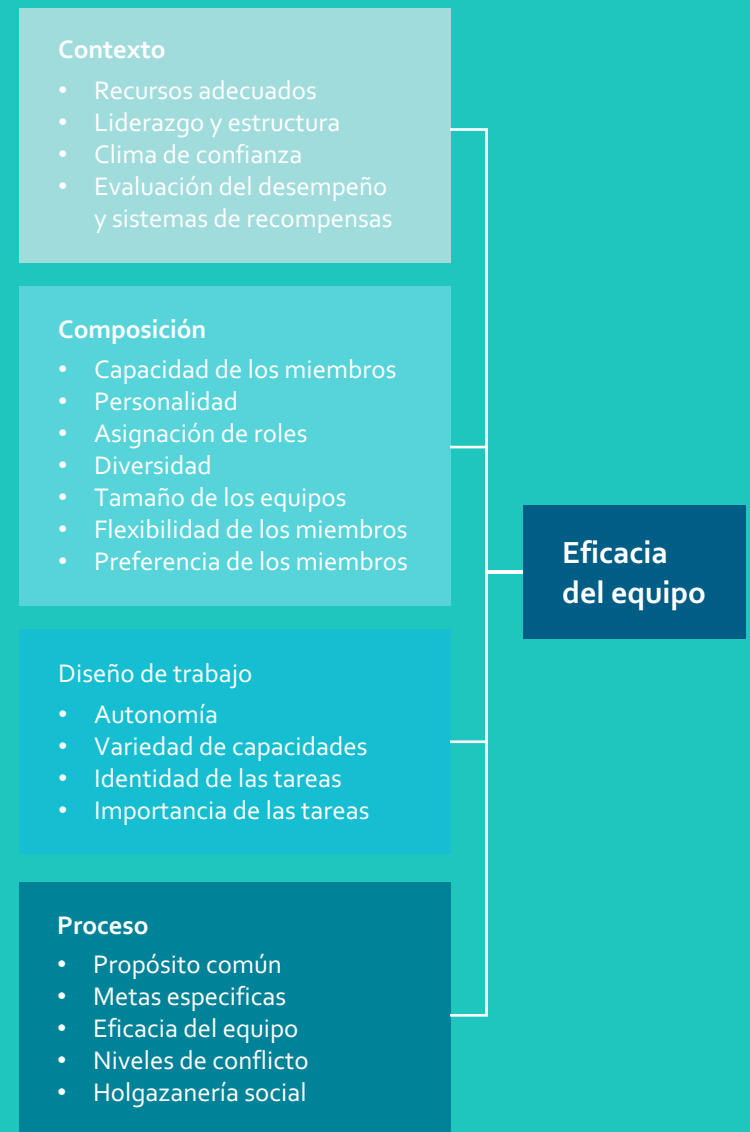 Contexto
• Recursos adecuados
• Liderazgo y estructura
• Clima de confianza
• Evaluación del desempeño
y sistemas de recompensas
Composición
• Capacidad de los miembros
• Personalidad
• Asignación de roles
• Diversidad
• Tamaño de los equipos
• Flexibilidad de los miembros
• Preferencia de los miembros
Diseño de trabajo
• Autonomía
• Variedad de capacidades
• Identidad de las tareas
• Importancia de las tareas
Proceso
• Propósito común
• Metas especificas
• Eficacia del equipo
• Niveles de conflicto
• Holgazanería social
Eficacia
del equipo